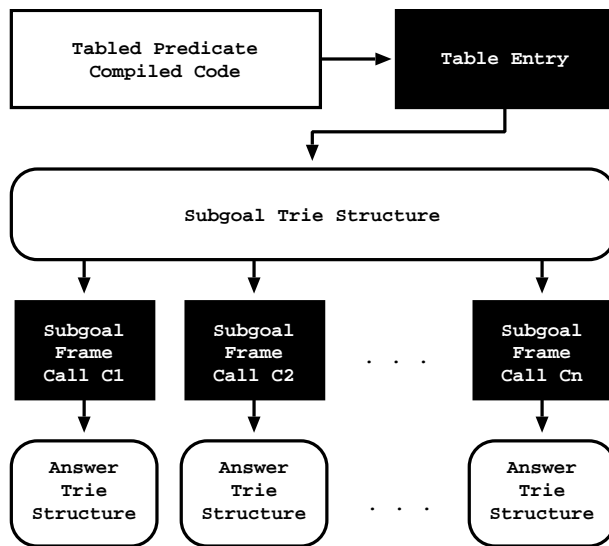 Tabled Predicate
Compiled Code
Table Entry
Subgoal Trie Structure
Subgoal
Frame
Call C1
Subgoal
Frame
Call C2
. . .
Subgoal
Frame
Call Cn
Answer
Trie
Structure
Answer
Trie
Structure
. . .
Answer
Trie
Structure